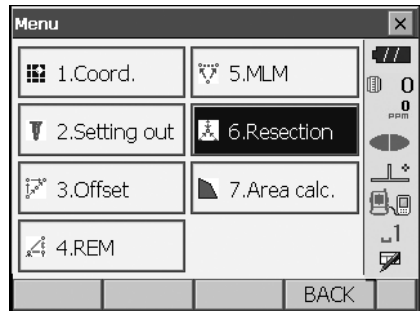 Menu
1.Coord.
5.MLM
2.Setting out
6.Resection
3.Offset
7.Area calc.
4.REM
0
0
PPM
1
BACK